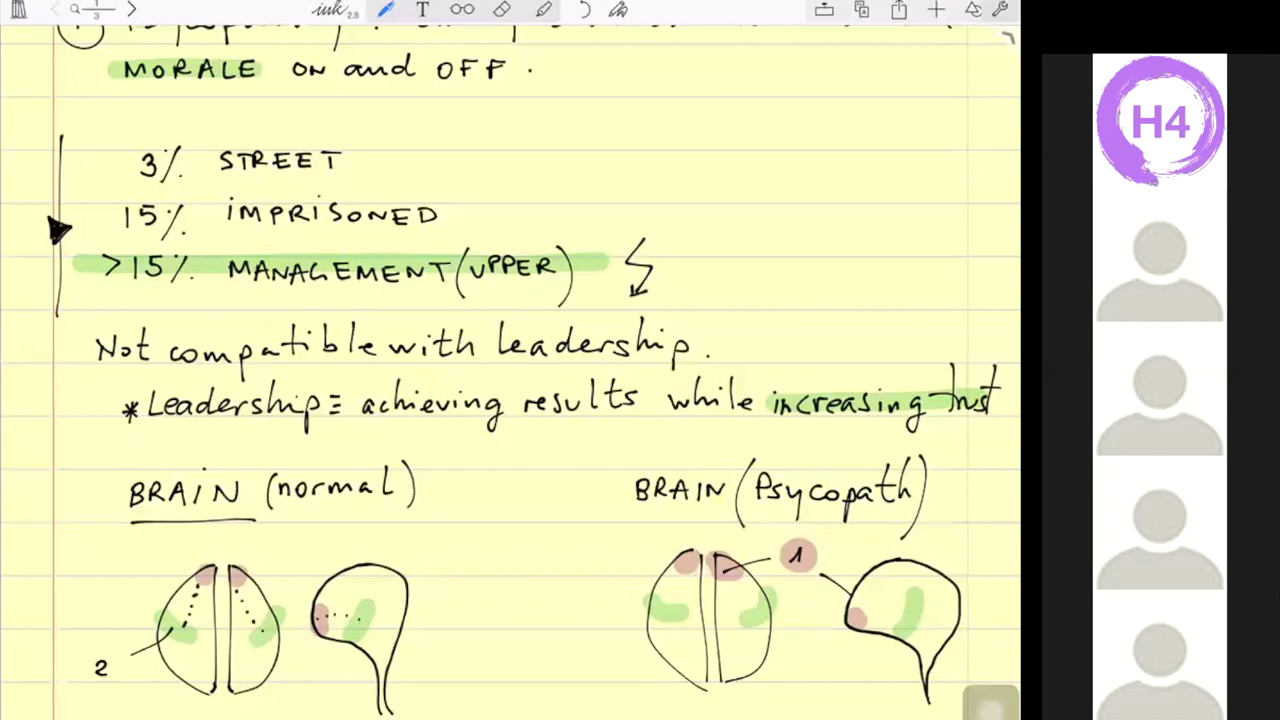 MORALE ON and OFF.
3% STREET
15% IMPRISONED
>15% MANAGEMENT (UPPER)
Not compatible with leadership.
* Leadership ≡ achieving results while increasing trust
BRAIN (normal)
BRAIN (Psycopath)
1
2
H4